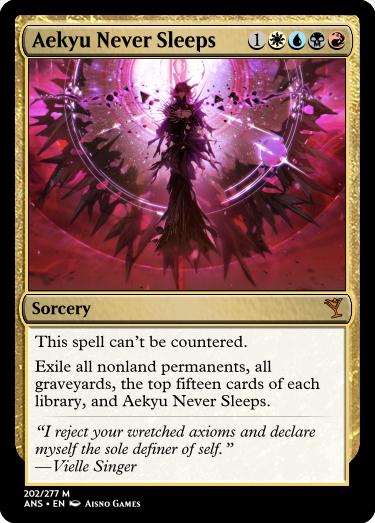 Aekyu Never Sleeps 1
Sorcery
This spell can't be countered.
Exile all nonland permanents, all
graveyards, the top fifteen cards of each
library, and Aekyu Never Sleeps.
"I reject your wretched axioms and declare
myself the sole definer of self."
—Vielle Singer
202/277 M
ANS • EN Aisno Games